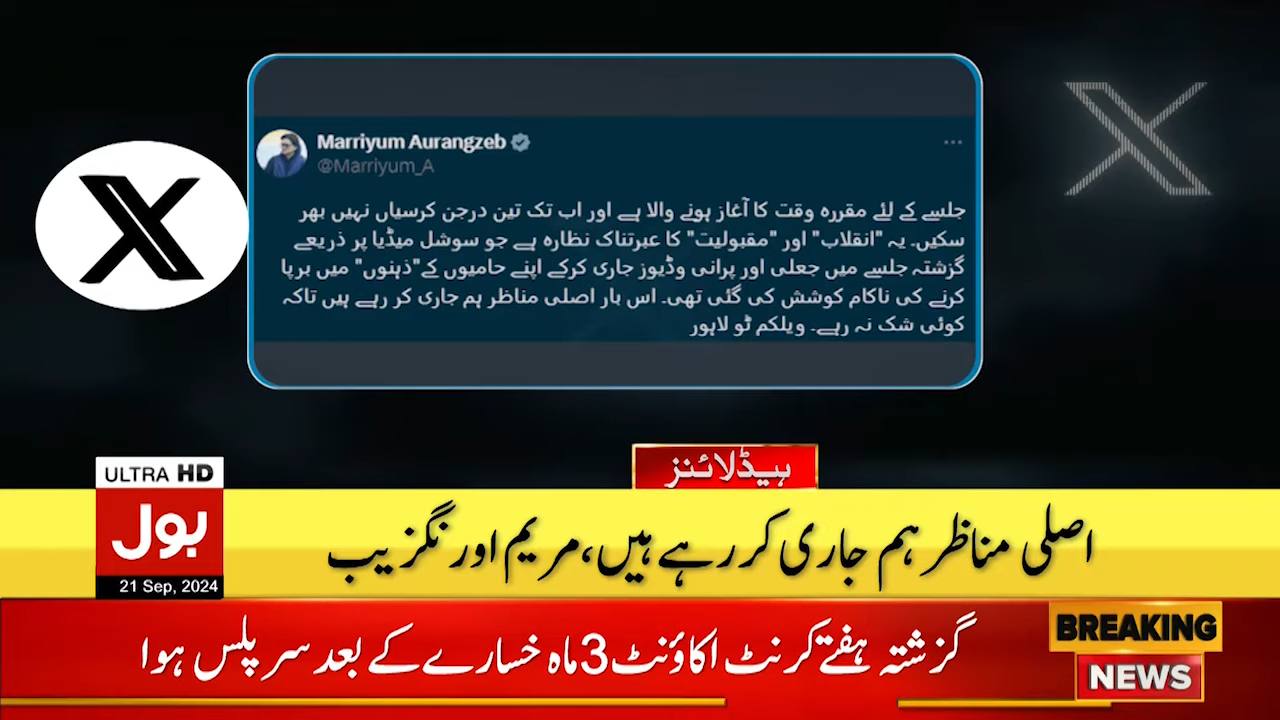 Marriyum Aurangzeb
@Marriyum_A
جلسے کے لئے مقررہ وقت کا آغاز ہونے والا ہے اور اب تک تین درجن کرسیاں نہیں بھر
سکیں۔ یہ "انقلاب" اور "مقبولیت" کا عبرتناک نظارہ ہے جو سوشل میڈیا پر ذریعے
گزشتہ جلسے میں جعلی اور پرانی وڈیوز جاری کرکے اپنے حامیوں کے"ذہنوں" میں برپا
کرنے کی ناکام کوشش کی گئی تھی۔ اس بار اصلی مناظر ہم جاری کر رہے ہیں تاکہ
کوئی شک نہ رہے۔ ویلکم ٹو لاہور
ہیڈلائنز
ULTRA HD
بول
21 Sep, 2024
اصلی مناظر ہم جاری کر رہے ہیں، مریم اورنگزیب
گزشتہ ہفتے کرنٹ اکاؤنٹ 3 ماہ خسارے کے بعد سرپلس ہوا
BREAKING
NEWS